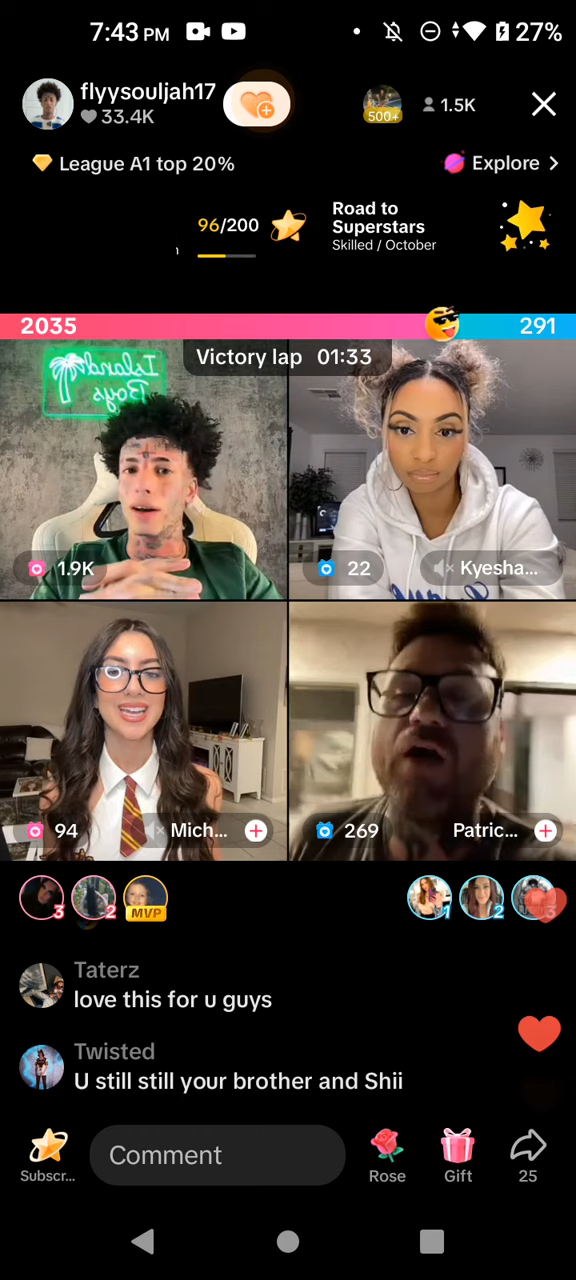 7:43 PM
27%
flyysouljah17
33.4K
500+
1.5K
League A1 top 20%
Explore >
96/200
Road to
Superstars
Skilled / October
2035
291
Victory lap 01:33
Island
Boys
1.9K
22
Kyesha...
94
Mich...
269
Patric...
3
2
MVP
1
2
3
Taterz
love this for u guys
Twisted
U still still your brother and Shii
Subscr...
Comment
Rose
Gift
25